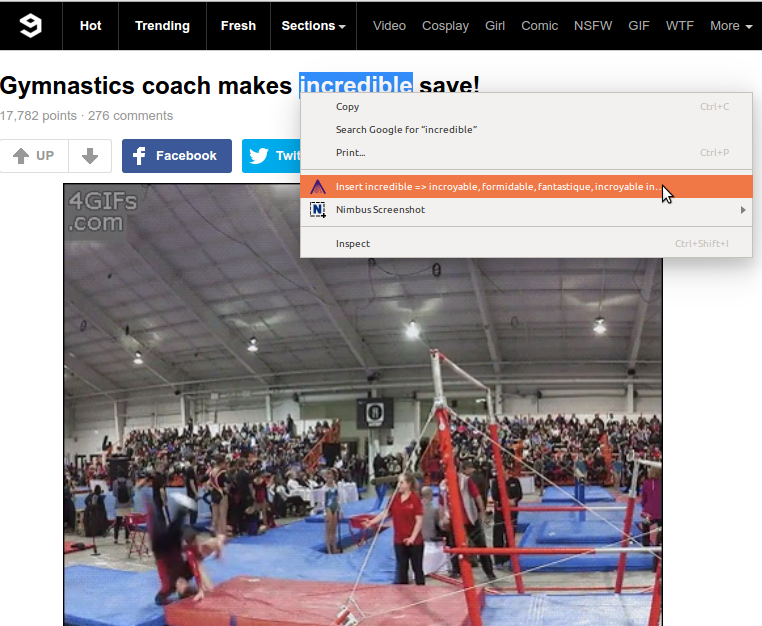 Hot Trending Fresh Sections Video Cosplay Girl Comic NSFW GIF WTF More
Gymnastics coach makes incredible save!
17,782 points · 276 comments
UP Facebook
Copy Ctrl+C
Search Google for “incredible”
Print... Ctrl+P
Insert incredible => incroyable, formidable, fantastique, incroyable in...
Nimbus Screenshot
Inspect Ctrl+Shift+I
4GIFs
.com